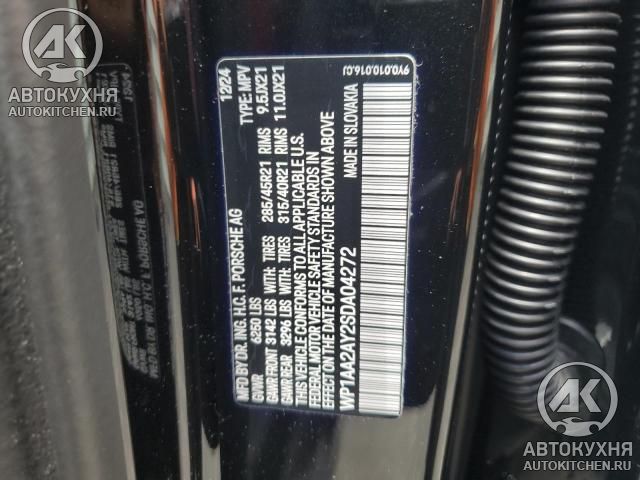 AK
АВТОКУХНЯ
AUTOKITCHEN.RU
MFD BY DR. ING. H.C. F. PORSCHE AG 12/24
GVWR 6250 LBS TYPE: MPV
GAWR FRONT 3142 LBS WITH TIRES 285/45R21 RIMS 9.5JX21
GAWR REAR 3296 LBS WITH TIRES 315/40R21 RIMS 11.0JX21
THIS VEHICLE CONFORMS TO ALL APPLICABLE U.S.
FEDERAL MOTOR VEHICLE SAFETY STANDARDS IN
EFFECT ON THE DATE OF MANUFACTURE SHOWN ABOVE
WP1AA2AY2SDA04272 MADE IN SLOVAKIA
9Y0.010.016.CJ
AK
АВТОКУХНЯ
AUTOKITCHEN.RU